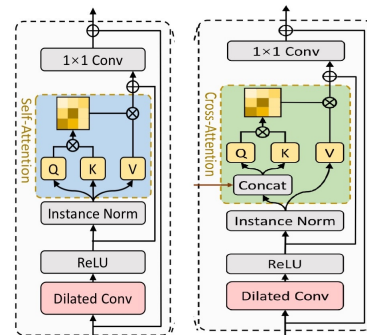 1×1 Conv
Self-Attention
Q K V
Instance Norm
ReLU
Dilated Conv
1×1 Conv
Cross-Attention
Q K V
Concat
Instance Norm
ReLU
Dilated Conv